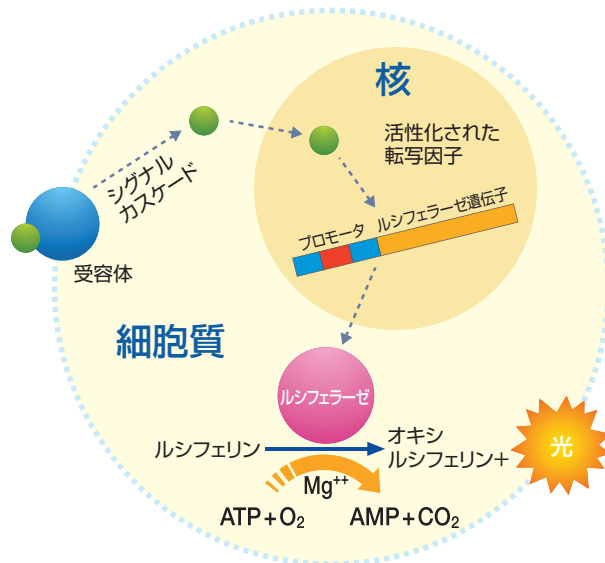 核
活性化された
転写因子
シグナル
カスケード
プロモータ ルシフェラーゼ遺伝子
受容体
細胞質
ルシフェラーゼ
ルシフェリン
オキシ
ルシフェリン＋
光
Mg⁺⁺
ATP+O₂
AMP+CO₂